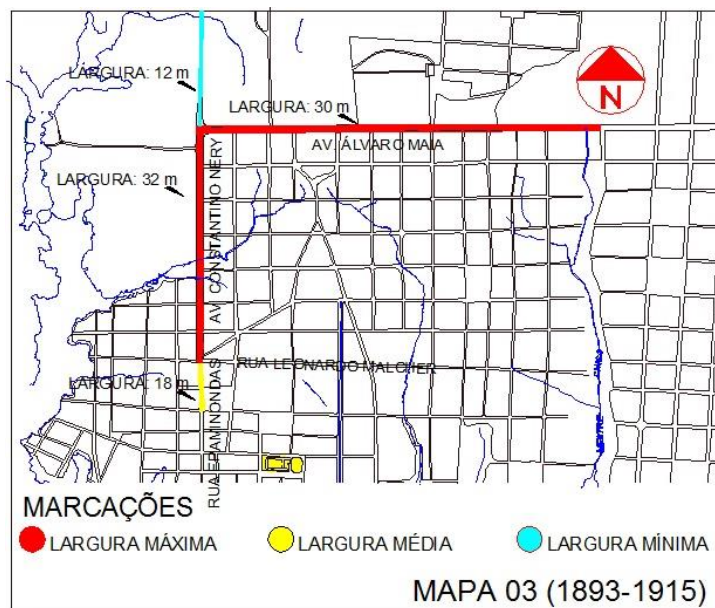 LARGURA: 12 m
LARGURA: 30 m
N
AV. ÁLVARO MAIA
LARGURA: 32 m
AV. CONSTANTINO NERY
RUA LEONARDO MALCHER
LARGURA: 18 m
RUA EPAMINONDAS
MARCAÇÕES
LARGURA MÁXIMA
LARGURA MÉDIA
LARGURA MÍNIMA
MAPA 03 (1893-1915)